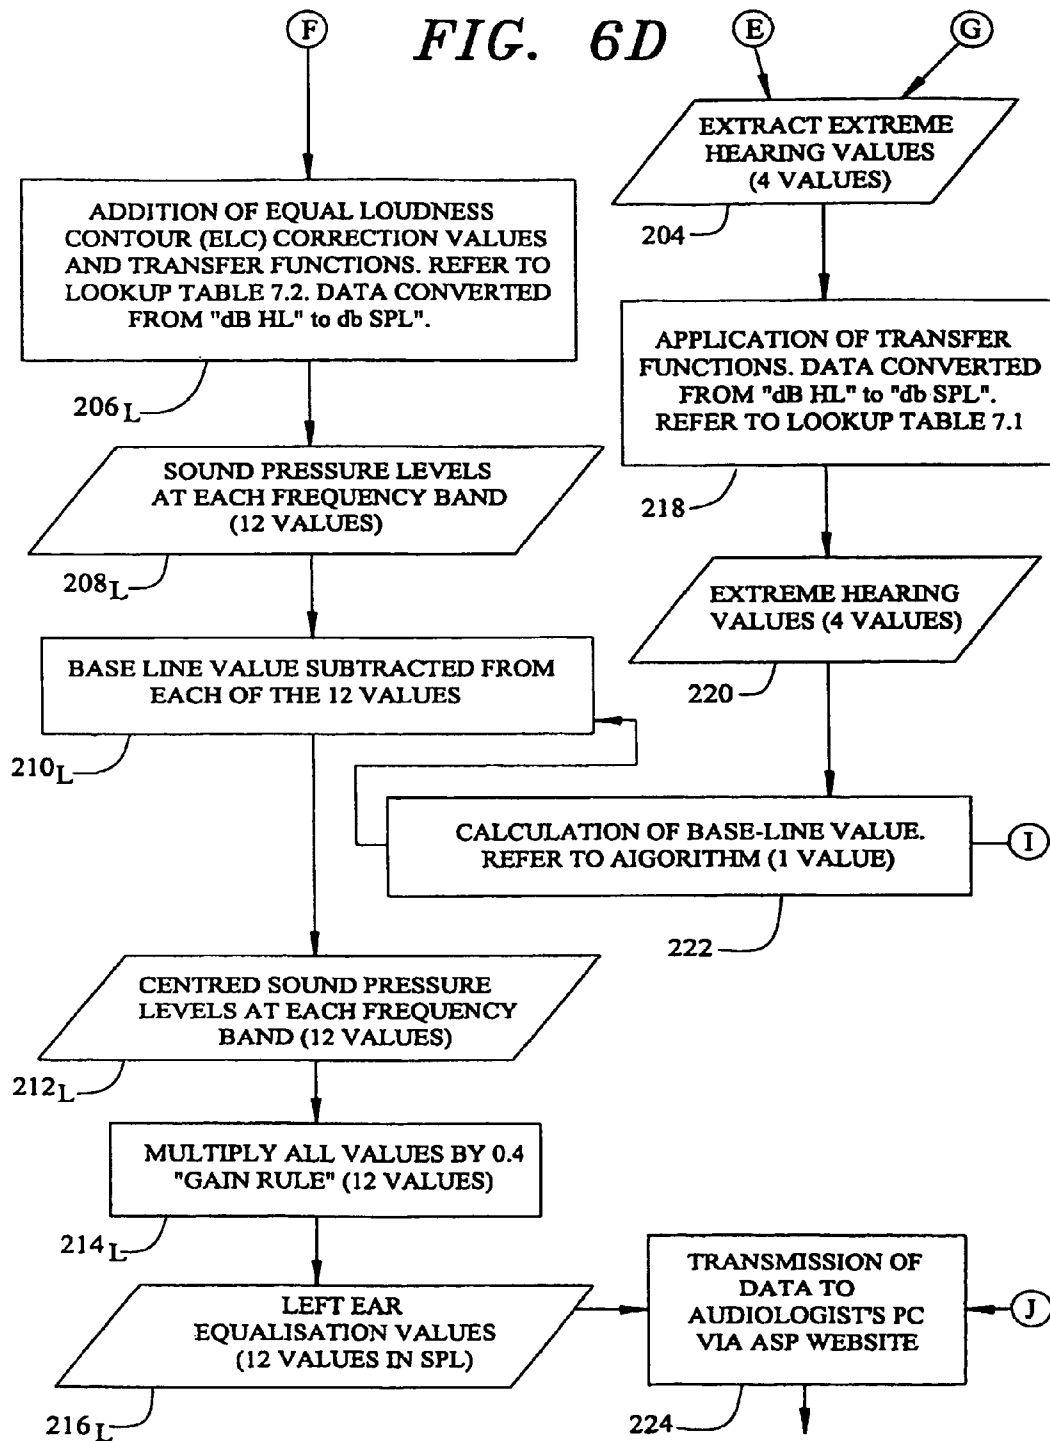 F
FIG. 6D
E
G
EXTRACT EXTREME
HEARING VALUES
(4 VALUES)
204
ADDITION OF EQUAL LOUDNESS
CONTOUR (ELC) CORRECTION VALUES
AND TRANSFER FUNCTIONS. REFER TO
LOOKUP TABLE 7.2. DATA CONVERTED
FROM "dB HL" to db SPL".
206L
APPLICATION OF TRANSFER
FUNCTIONS. DATA CONVERTED
FROM "dB HL" to "db SPL".
REFER TO LOOKUP TABLE 7.1
218
SOUND PRESSURE LEVELS
AT EACH FREQUENCY BAND
(12 VALUES)
208L
EXTREME HEARING
VALUES (4 VALUES)
220
BASE LINE VALUE SUBTRACTED FROM
EACH OF THE 12 VALUES
210L
CALCULATION OF BASE-LINE VALUE.
REFER TO AIGORITHM (1 VALUE)
I
222
CENTRED SOUND PRESSURE
LEVELS AT EACH FREQUENCY
BAND (12 VALUES)
212L
MULTIPLY ALL VALUES BY 0.4
"GAIN RULE" (12 VALUES)
214L
LEFT EAR
EQUALISATION VALUES
(12 VALUES IN SPL)
216L
TRANSMISSION OF
DATA TO
AUDIOLOGIST'S PC
VIA ASP WEBSITE
J
224